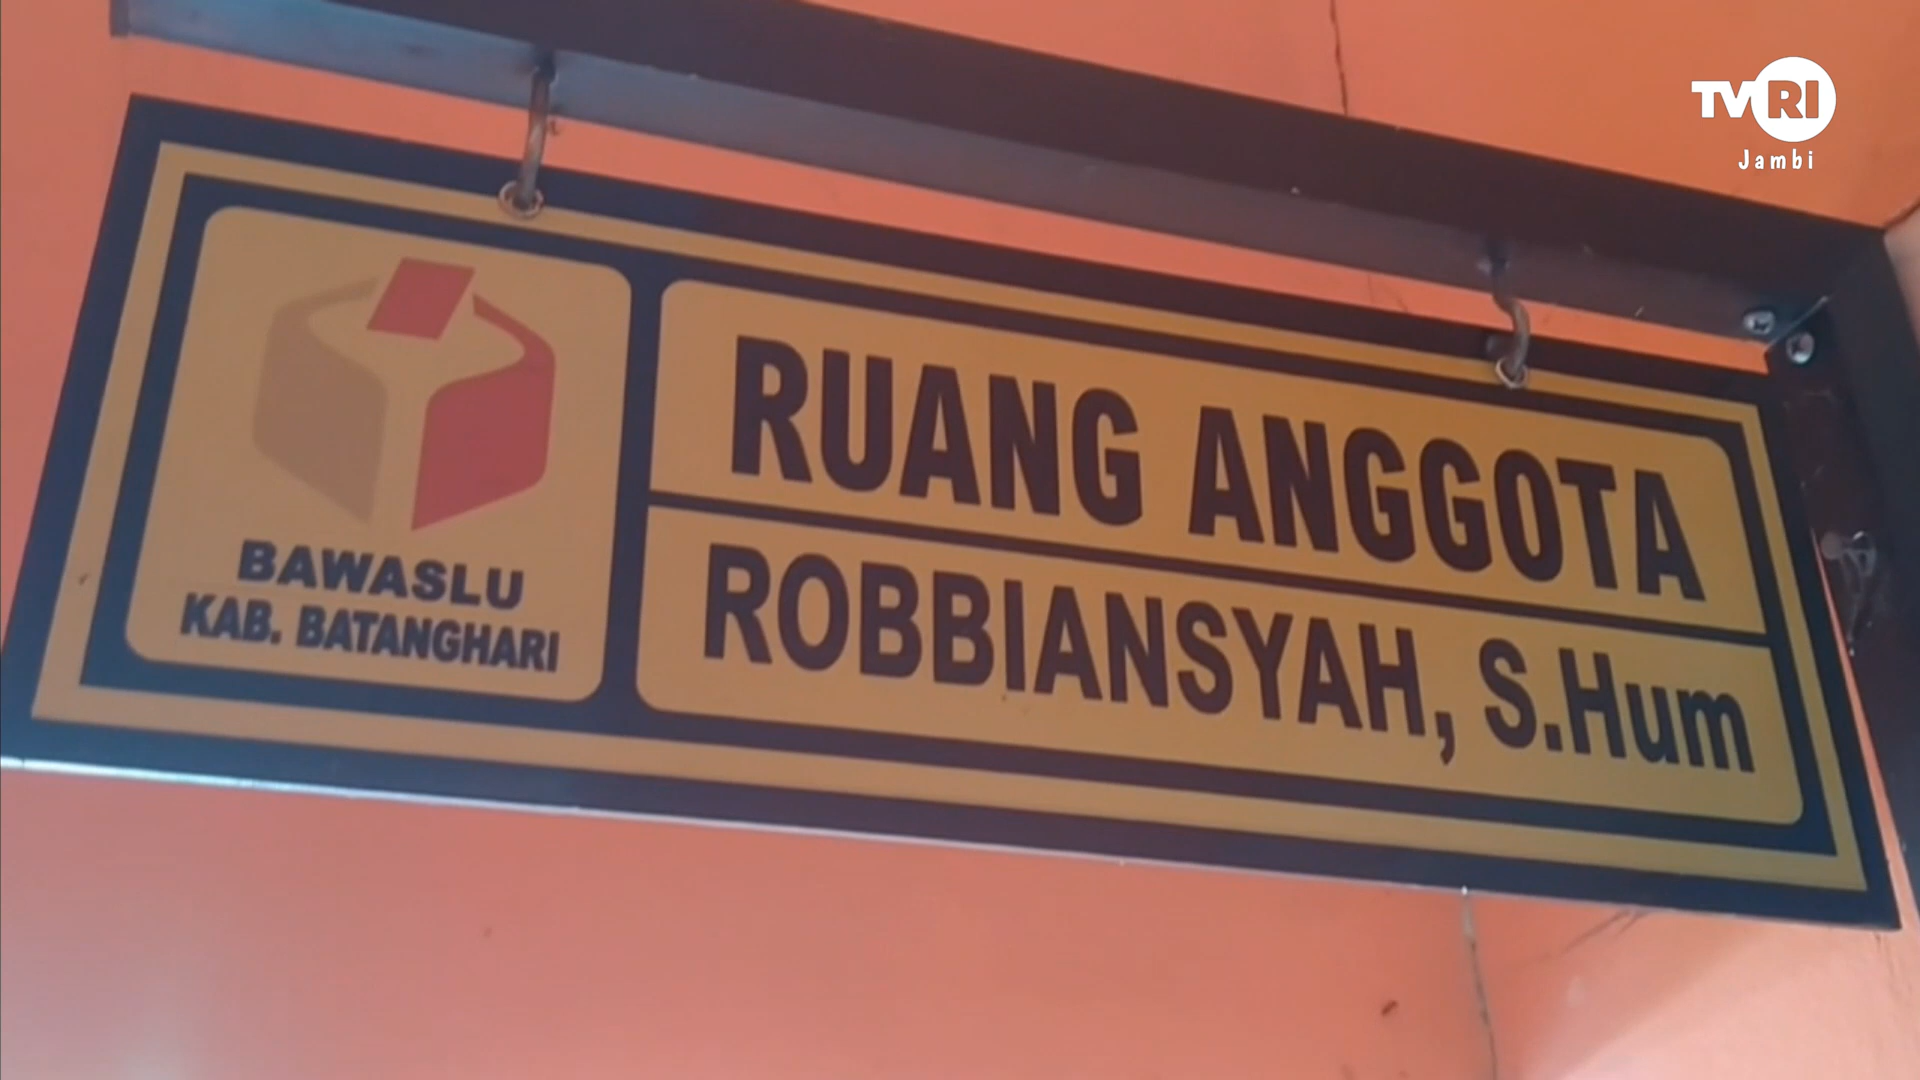 TVRI
Jambi
RUANG ANGGOTA
ROBBIANSYAH, S.Hum
BAWASLU
KAB. BATANGHARI